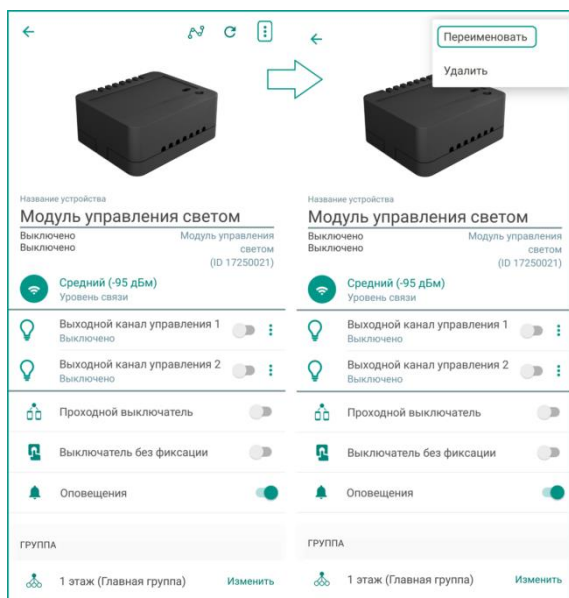 Название устройства
Модуль управления светом
Выключено
Выключено
Модуль управления
светом
(ID 17250021)
Средний (-95 дБм)
Уровень связи
Выходной канал управления 1
Выключено
Выходной канал управления 2
Выключено
Проходной выключатель
Выключатель без фиксации
Оповещения
ГРУППА
1 этаж (Главная группа)
Изменить
Переименовать
Удалить
Название устройства
Модуль управления светом
Выключено
Выключено
Модуль управления
светом
(ID 17250021)
Средний (-95 дБм)
Уровень связи
Выходной канал управления 1
Выключено
Выходной канал управления 2
Выключено
Проходной выключатель
Выключатель без фиксации
Оповещения
ГРУППА
1 этаж (Главная группа)
Изменить